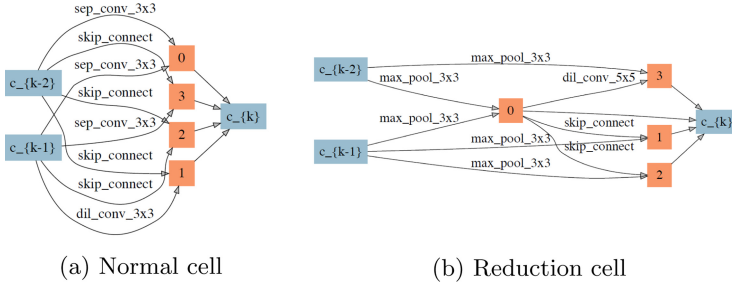 sep_conv_3x3
skip_connect
0
sep_conv_3x3
c_{k-2}
skip_connect
3
c_{k}
sep_conv_3x3
2
c_{k-1}
skip_connect
1
skip_connect
dil_conv_3x3
(a) Normal cell
max_pool_3x3
c_{k-2}
max_pool_3x3
dil_conv_5x5
3
0
max_pool_3x3
skip_connect
c_{k}
max_pool_3x3
1
c_{k-1}
skip_connect
max_pool_3x3
2
(b) Reduction cell